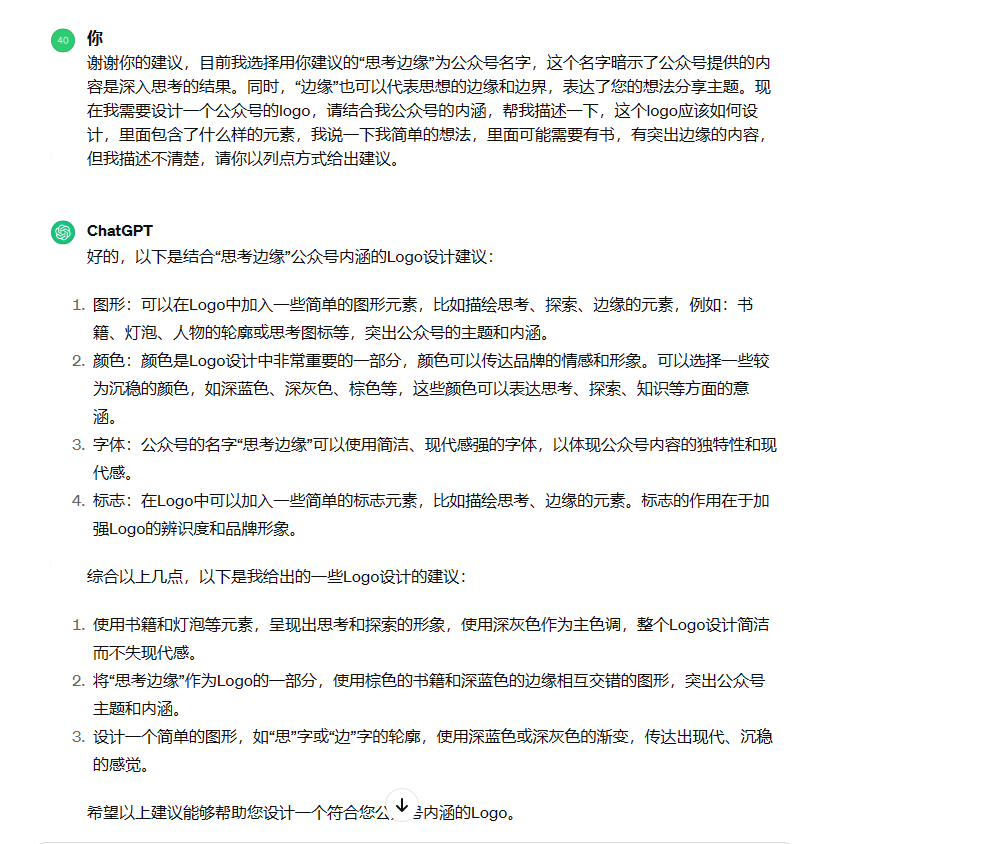 40
你
谢谢你的建议，目前我选择用你建议的“思考边缘”为公众号名字，这个名字暗示了公众号提供的内
容是深入思考的结果。同时，“边缘”也可以代表思想的边缘和边界，表达了您的想法分享主题。现
在我需要设计一个公众号的logo，请结合我公众号的内涵，帮我描述一下，这个logo应该如何设
计，里面包含了什么样的元素，我说一下我简单的想法，里面可能需要有书，有突出边缘的内容，
但我描述不清楚，请你以列点方式给出建议。
ChatGPT
好的，以下是结合“思考边缘”公众号内涵的Logo设计建议：
1. 图形：可以在Logo中加入一些简单的图形元素，比如描绘思考、探索、边缘的元素，例如：书
籍、灯泡、人物的轮廓或思考图标等，突出公众号的主题和内涵。
2. 颜色：颜色是Logo设计中非常重要的一部分，颜色可以传达品牌的情感和形象。可以选择一些较
为沉稳的颜色，如深蓝色、深灰色、棕色等，这些颜色可以表达思考、探索、知识等方面的意
涵。
3. 字体：公众号的名字“思考边缘”可以使用简洁、现代感强的字体，以体现公众号内容的独特性和现
代感。
4. 标志：在Logo中可以加入一些简单的标志元素，比如描绘思考、边缘的元素。标志的作用在于加
强Logo的辨识度和品牌形象。
综合以上几点，以下是我给出的一些Logo设计的建议：
1. 使用书籍和灯泡等元素，呈现出思考和探索的形象，使用深灰色作为主色调，整个Logo设计简洁
而不失现代感。
2. 将“思考边缘”作为Logo的一部分，使用棕色的书籍和深蓝色的边缘相互交错的图形，突出公众号
主题和内涵。
3. 设计一个简单的图形，如“思”字或“边”字的轮廓，使用深蓝色或深灰色的渐变，传达出现代、沉稳
的感觉。
希望以上建议能够帮助您设计一个符合您公 号内涵的Logo。